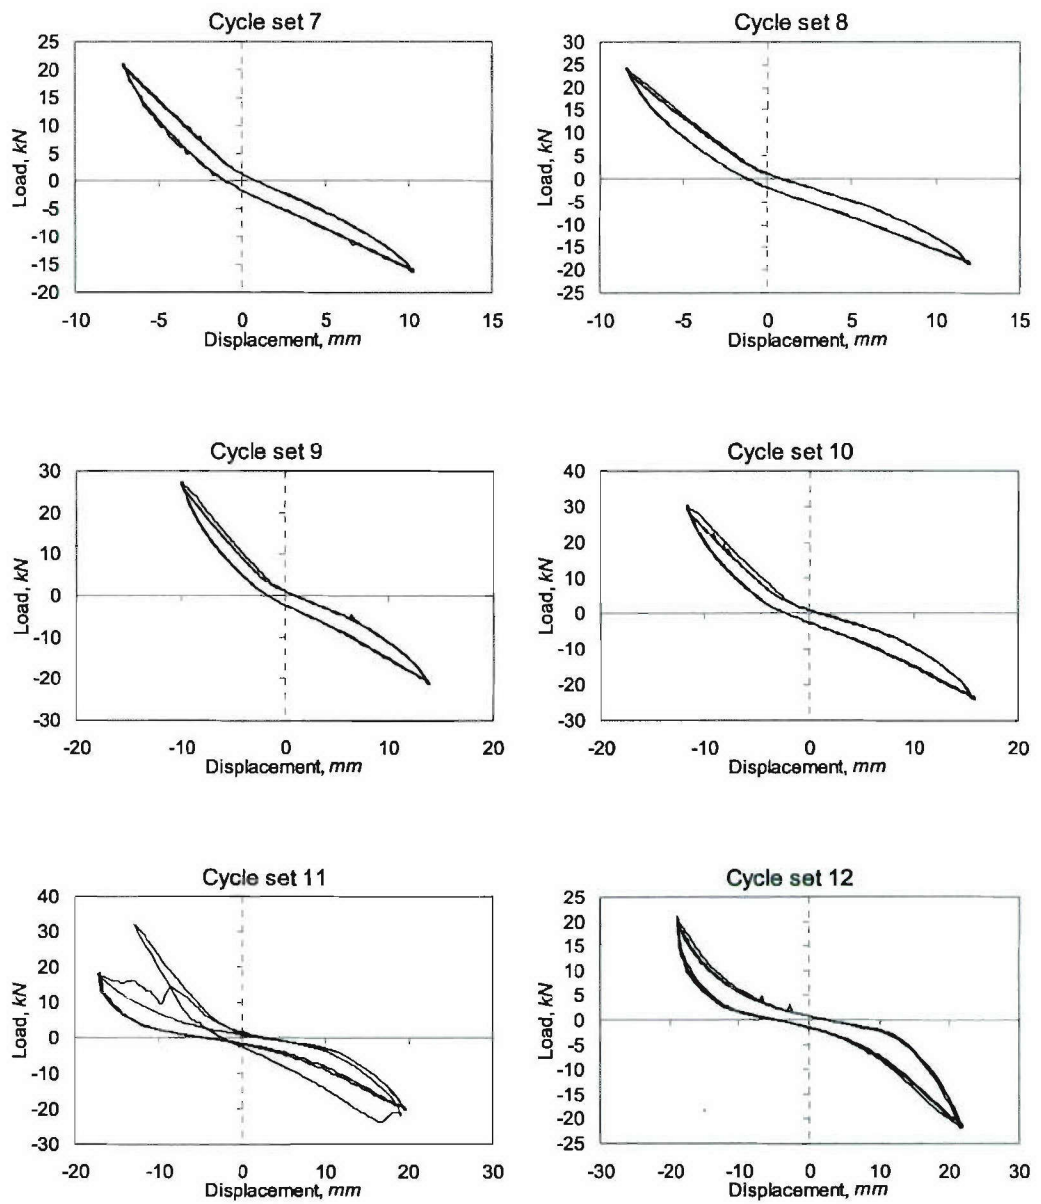 Cycle set 7
25
20
15
10
5
0
-5
-10
-15
-20
Load, kN
-10 -5 0 5 10 15
Displacement, mm
Cycle set 8
30
25
20
15
10
5
0
-5
-10
-15
-20
-25
Load, kN
-10 -5 0 5 10 15
Displacement, mm
Cycle set 9
30
20
10
0
-10
-20
-30
Load, kN
-20 -10 0 10 20
Displacement, mm
Cycle set 10
40
30
20
10
0
-10
-20
-30
Load, kN
-20 -10 0 10 20
Displacement, mm
Cycle set 11
40
30
20
10
0
-10
-20
-30
Load, kN
-20 -10 0 10 20 30
Displacement, mm
Cycle set 12
25
20
15
10
5
0
-5
-10
-15
-20
-25
Load, kN
-30 -20 -10 0 10 20 30
Displacement, mm